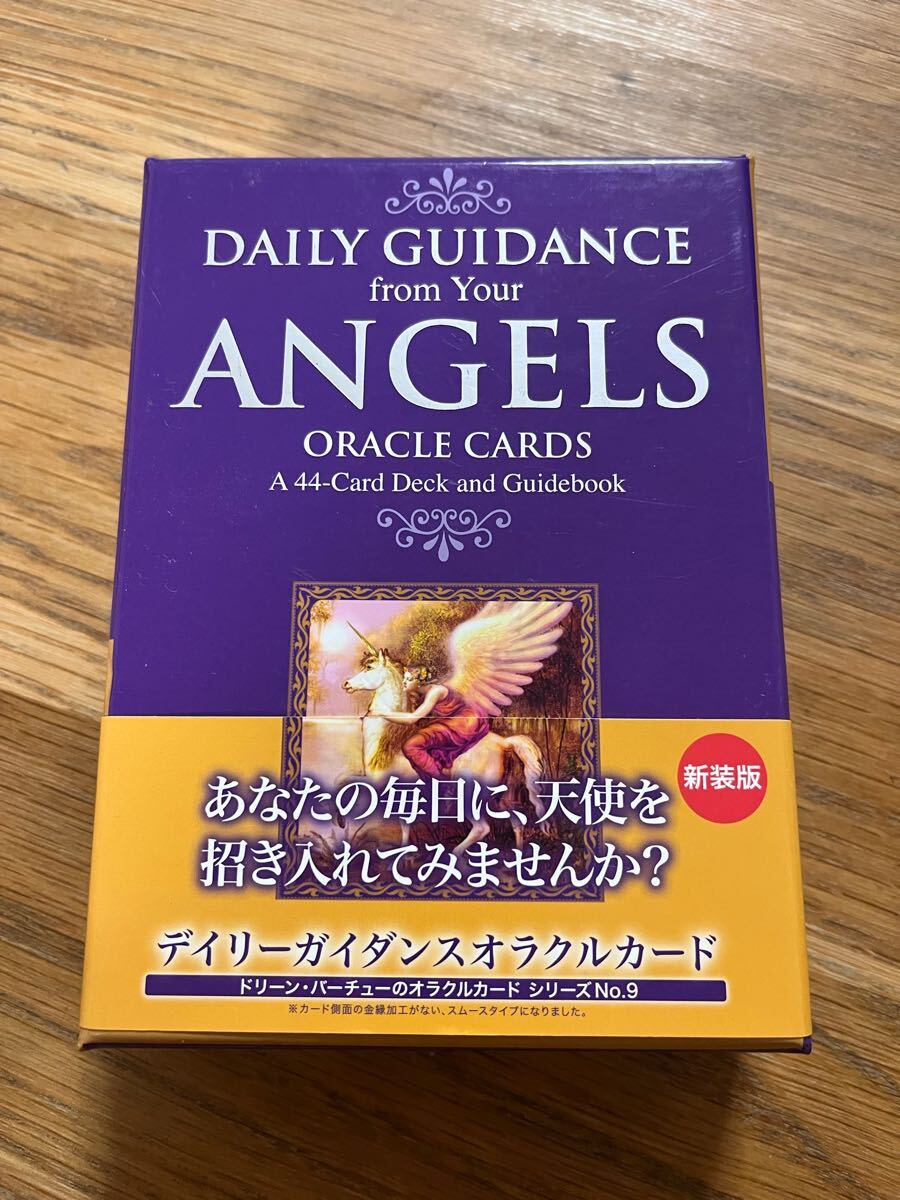 DAILY GUIDANCE
from Your
ANGELS
ORACLE CARDS
A 44-Card Deck and Guidebook
新装版
あなたの毎日に、天使を
招き入れてみませんか?
デイリーガイダンスオラクルカード
ドリーン・バーチューのオラクルカード シリーズNo.9
※カード側面の金縁加工がない、スムースタイプになりました。